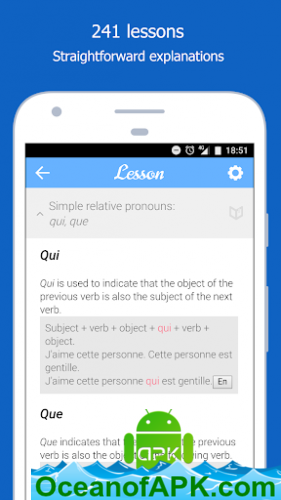 241 lessons
Straightforward explanations
18:51
Lesson
Simple relative pronouns:
qui, que
Qui
Qui is used to indicate that the object of the
previous verb is also the subject of the next
verb.
Subject + verb + object + qui + verb +
object.
J'aime cette personne. Cette personne est
gentille.
J'aime cette personne qui est gentille.
En
Que
Que indicates that the
previous
verb is also the
following verb.
apk
OceanofAPK.com